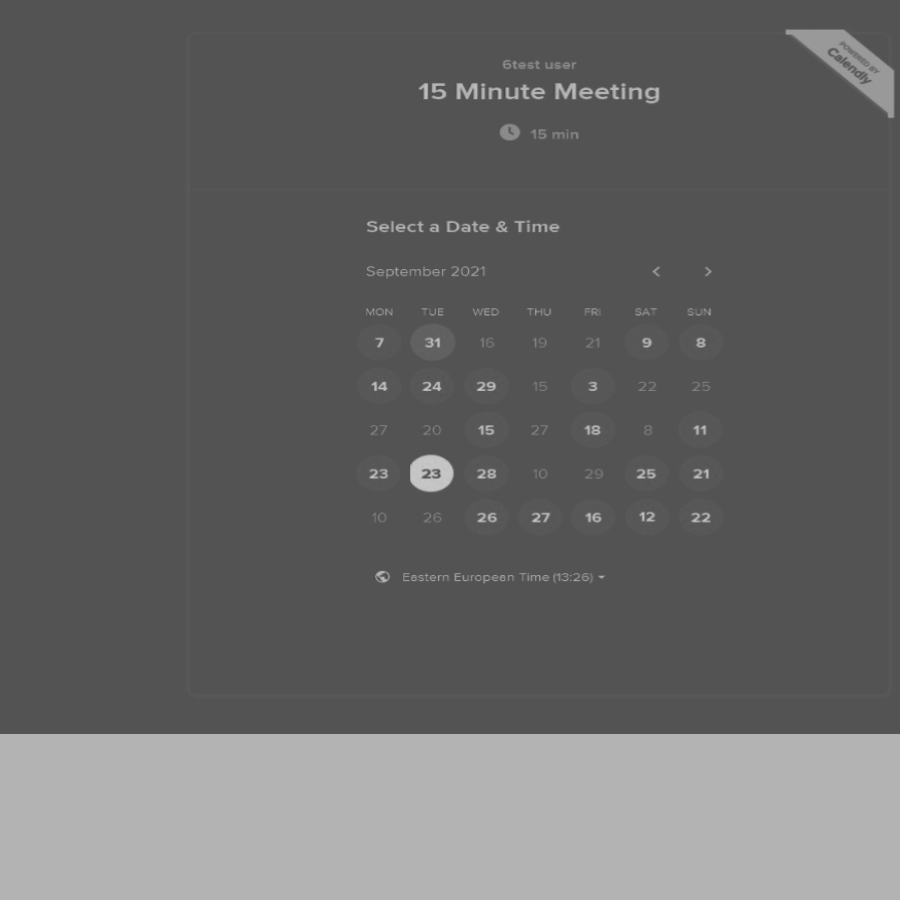 POWERED BY
Calendly
6test user
15 Minute Meeting
15 min
Select a Date & Time
September 2021
MON TUE WED THU FRI SAT SUN
7 31 16 19 21 9 8
14 24 29 15 3 22 25
27 20 15 27 18 8 11
23 23 28 10 29 25 21
10 26 26 27 16 12 22
Eastern European Time (13:26)